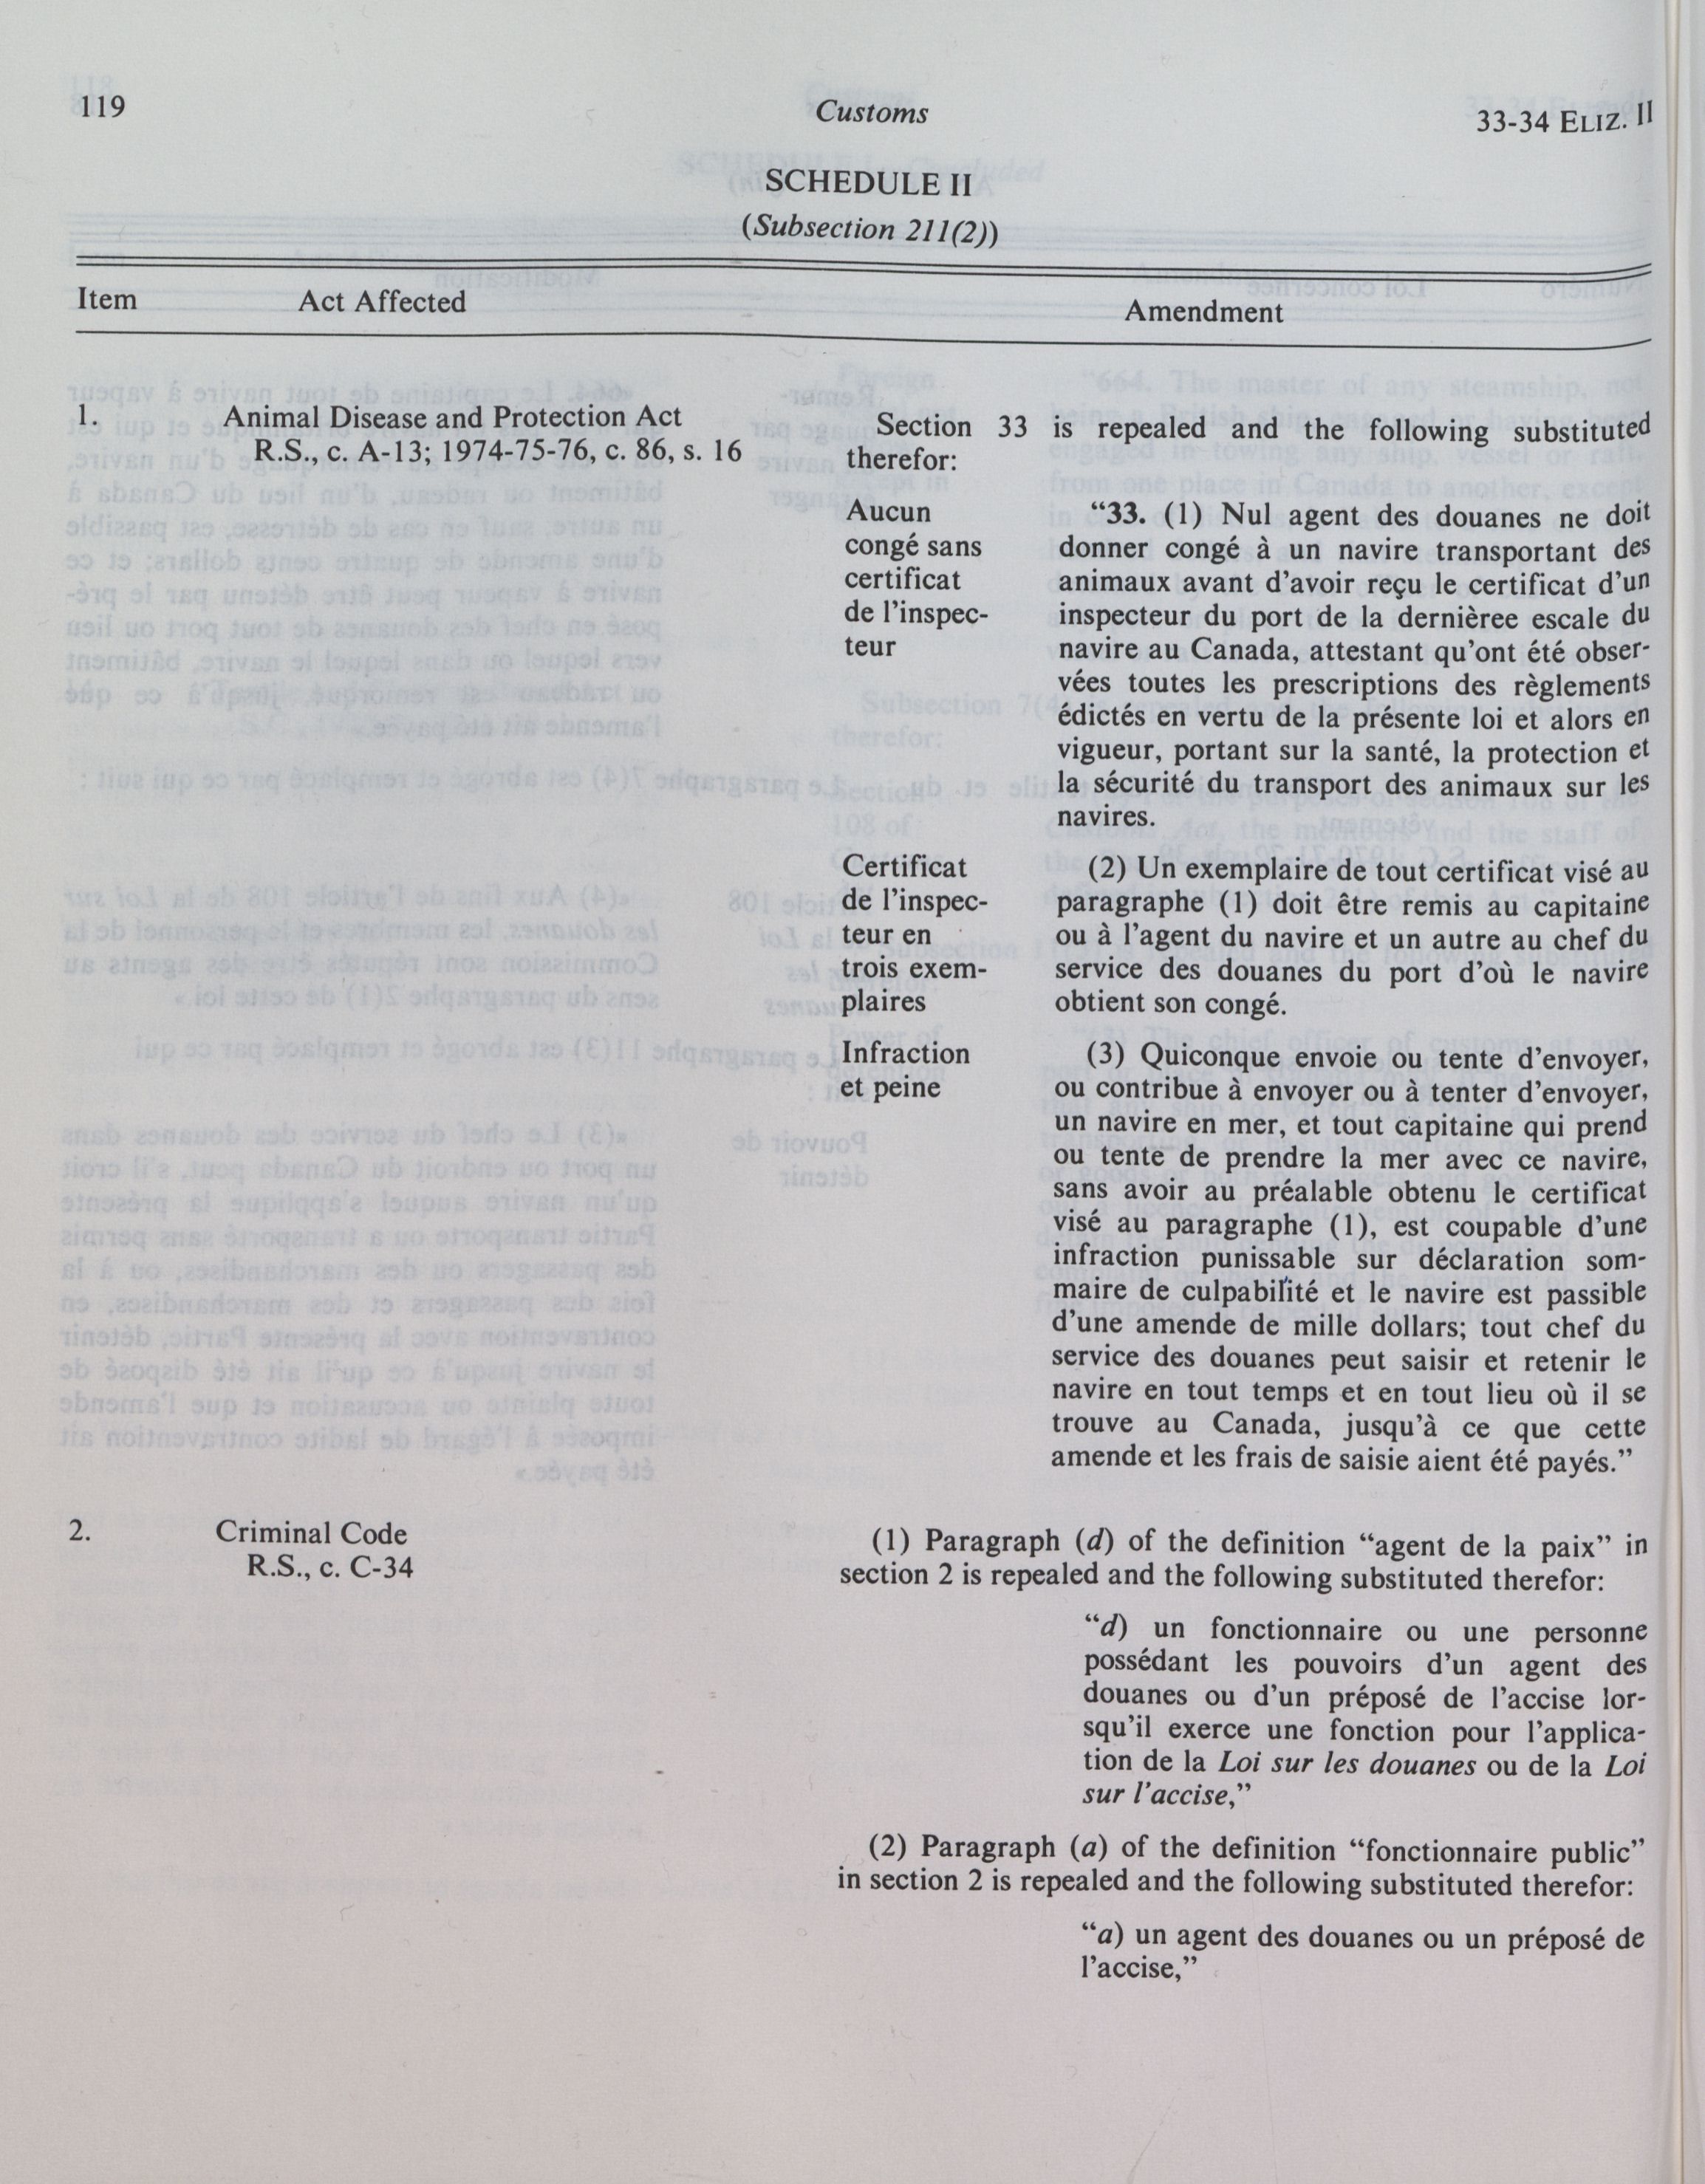 119
Customs
33-34 ELIZ. II
SCHEDULE II
(Subsection 211(2))
Item
Act Affected
Amendment
1.
Animal Disease and Protection Act
R.S., c. A-13; 1974-75-76, c. 86, s. 16
Section 33 is repealed and the following substituted
therefor:
Aucun
congé sans
certificat
de l’inspec-
teur
“33. (1) Nul agent des douanes ne doit
donner congé à un navire transportant des
animaux avant d’avoir reçu le certificat d’un
inspecteur du port de la dernièree escale du
navire au Canada, attestant qu’ont été obser-
vées toutes les prescriptions des règlements
édictés en vertu de la présente loi et alors en
vigueur, portant sur la santé, la protection et
la sécurité du transport des animaux sur les
navires.
Certificat
de l’inspec-
teur en
trois exem-
plaires
(2) Un exemplaire de tout certificat visé au
paragraphe (1) doit être remis au capitaine
ou à l’agent du navire et un autre au chef du
service des douanes du port d’où le navire
obtient son congé.
Infraction
et peine
(3) Quiconque envoie ou tente d’envoyer,
ou contribue à envoyer ou à tenter d’envoyer,
un navire en mer, et tout capitaine qui prend
ou tente de prendre la mer avec ce navire,
sans avoir au préalable obtenu le certificat
visé au paragraphe (1), est coupable d’une
infraction punissable sur déclaration som-
maire de culpabilité et le navire est passible
d’une amende de mille dollars; tout chef du
service des douanes peut saisir et retenir le
navire en tout temps et en tout lieu où il se
trouve au Canada, jusqu’à ce que cette
amende et les frais de saisie aient été payés.”
2.
Criminal Code
R.S., c. C-34
(1) Paragraph (d) of the definition “agent de la paix” in
section 2 is repealed and the following substituted therefor:
“d) un fonctionnaire ou une personne
possédant les pouvoirs d’un agent des
douanes ou d’un préposé de l’accise lor-
squ’il exerce une fonction pour l’applica-
tion de la Loi sur les douanes ou de la Loi
sur l’accise,”
(2) Paragraph (a) of the definition “fonctionnaire public”
in section 2 is repealed and the following substituted therefor:
“a) un agent des douanes ou un préposé de
l’accise,”